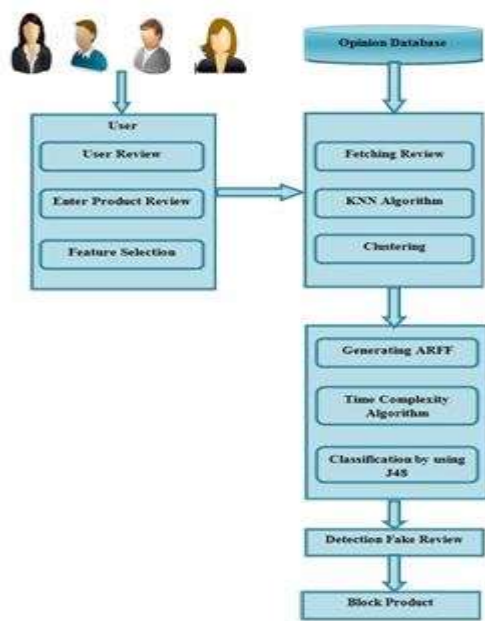 Opinion Database
User
User Review
Enter Product Review
Feature Selection
Fetching Review
KNN Algorithm
Clustering
Generating ARFF
Time Complexity
Algorithm
Classification by using
J48
Detection Fake Review
Block Product